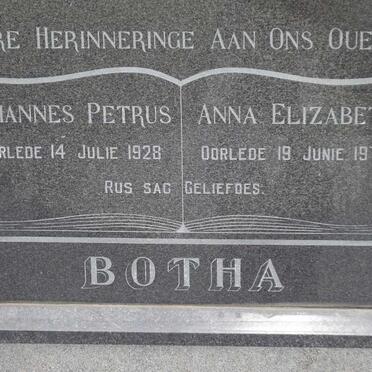 RE HERINNERINGE AAN ONS OUE
HANNES PETRUS ANNA ELIZABET
RLEDE 14 JULIE 1928 OORLEDE 19 JUNIE 19
RUS SAG GELIEFDES.
BOTHA